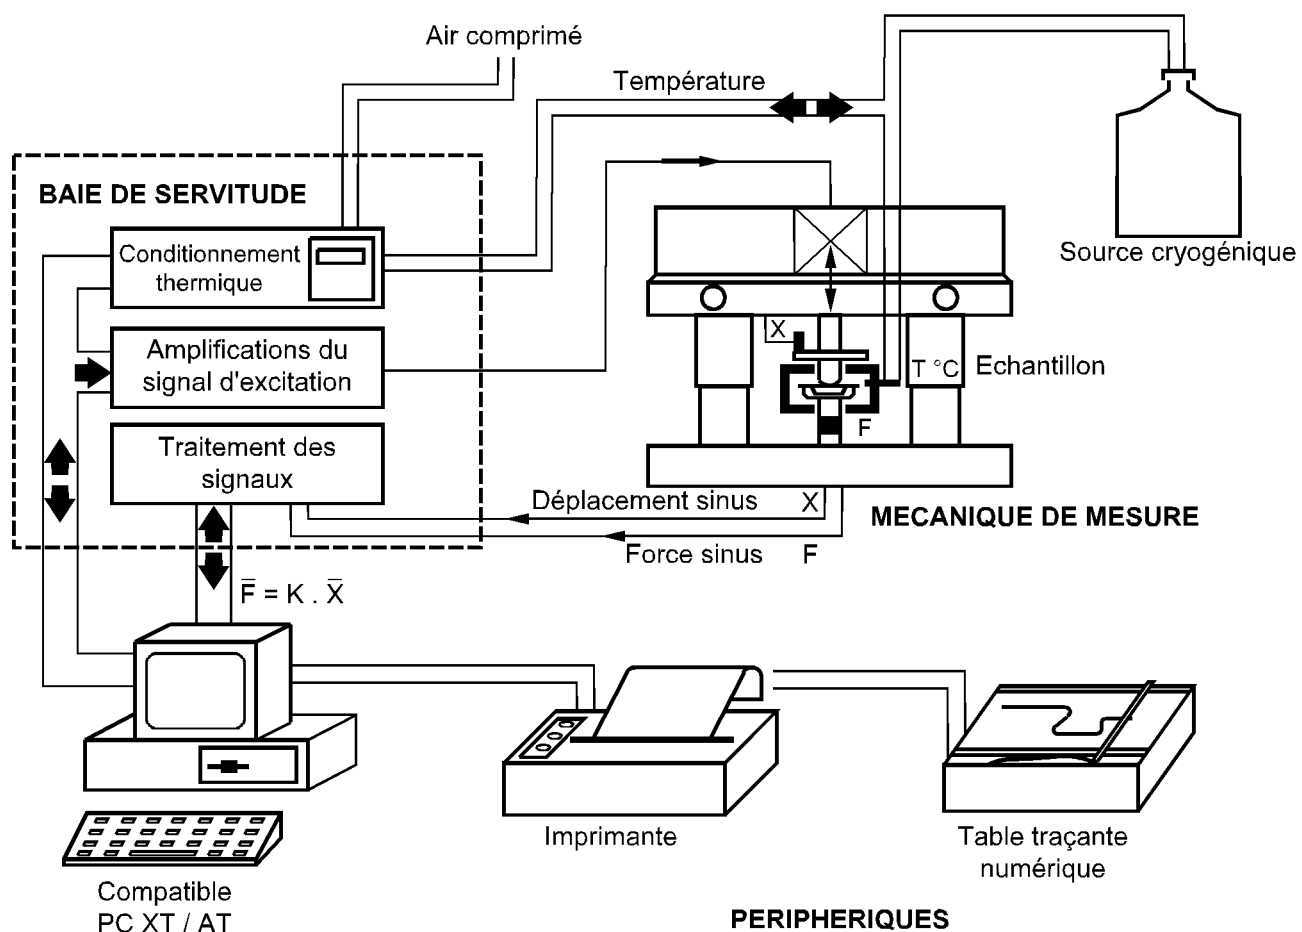 Air comprimé
Température
BAIE DE SERVITUDE
Conditionnement
thermique
Source cryogénique
Amplifications du
signal d'excitation
X
T °C
Echantillon
F
Traitement des
signaux
Déplacement sinus X
MECANIQUE DE MESURE
Force sinus F
F̅ = K . X̅
Imprimante
Table traçante
numérique
Compatible
PC XT / AT
PERIPHERIQUES